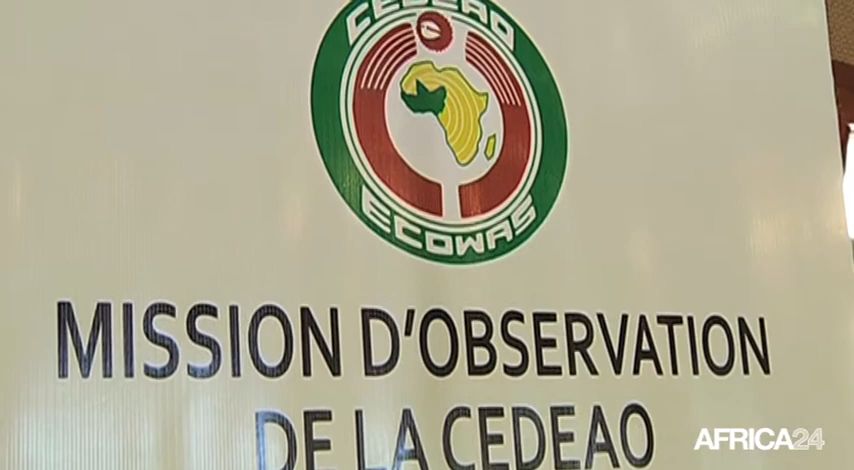 CEDEAO
ECOWAS
MISSION D'OBSERVATION
DE LA CEDEAO
AFRICA24